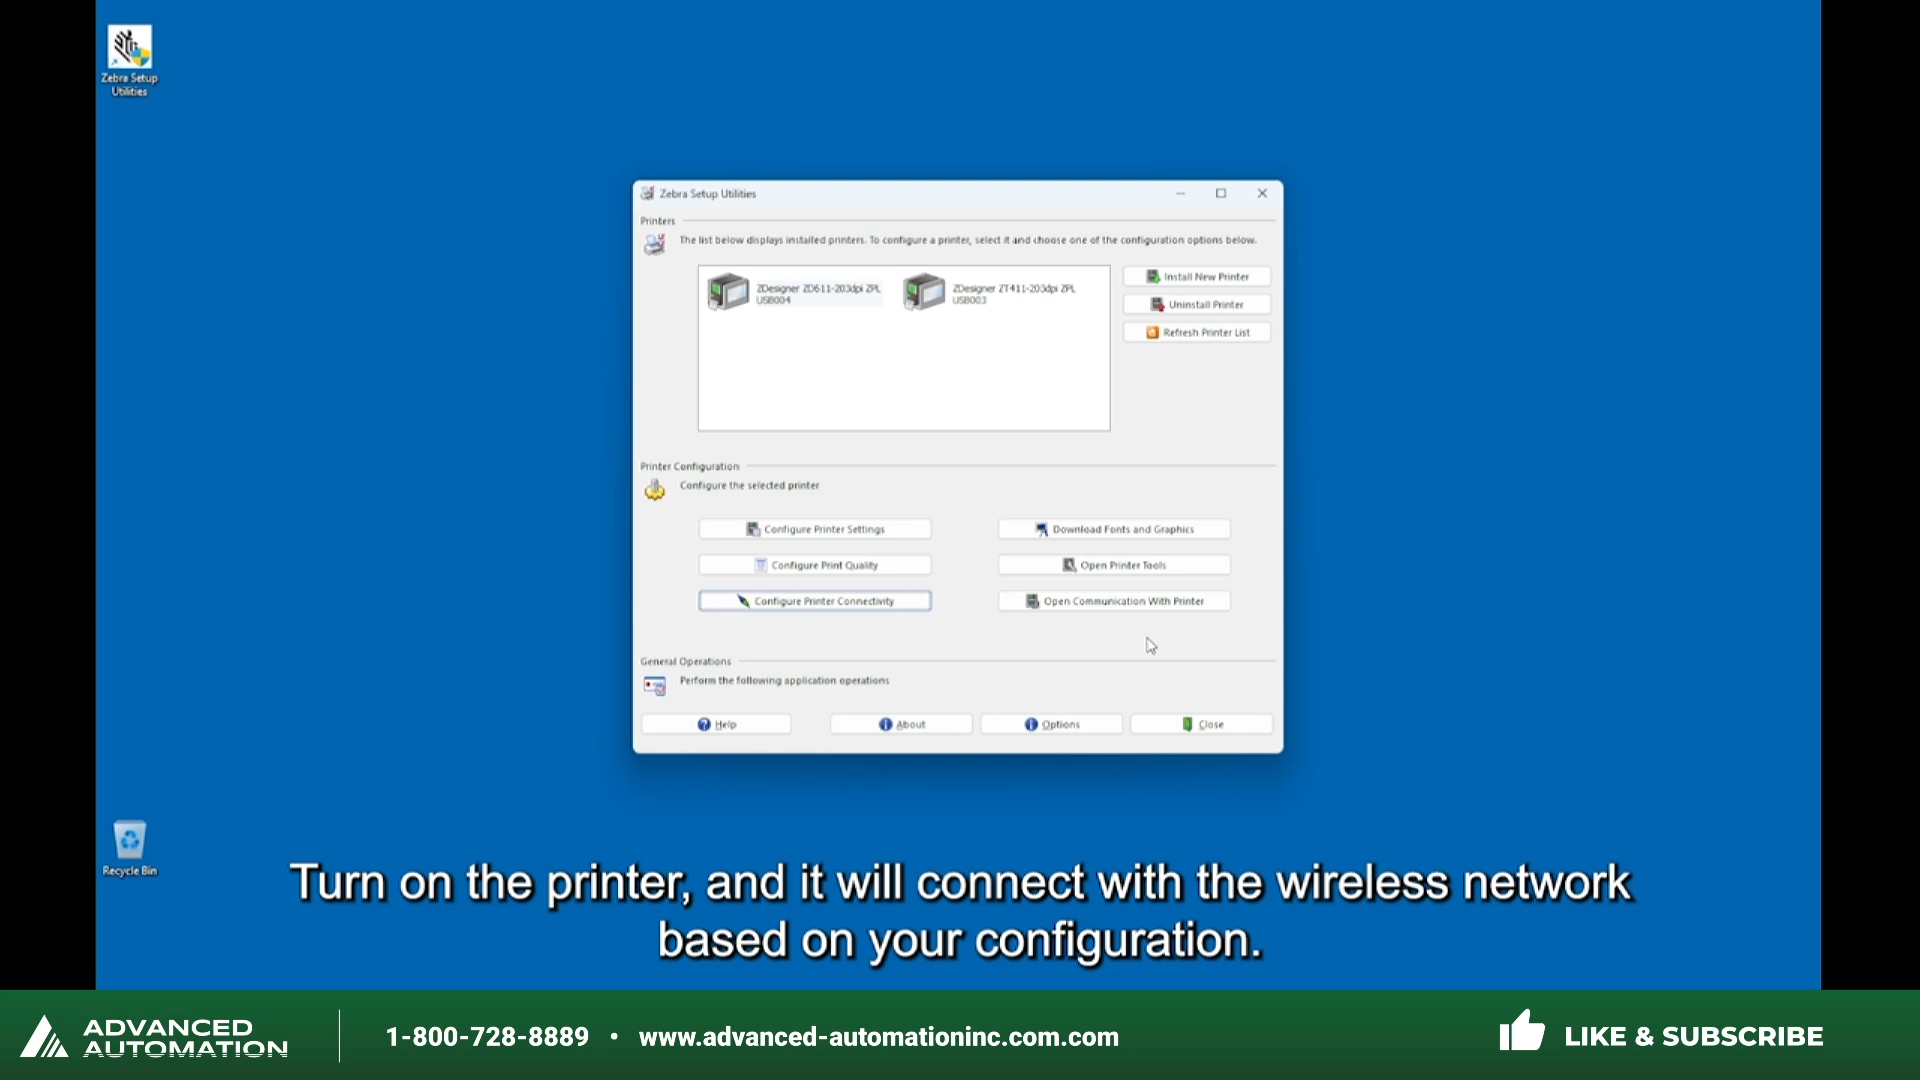 Zebra Setup
Utilities
Zebra Setup Utilities
Printers
The list below displays installed printers. To configure a printer, select it and choose one of the configuration options below.
ZDesigner ZD611-203dpi ZPL
USB004
ZDesigner ZT411-203dpi ZPL
USB003
Install New Printer
Uninstall Printer
Refresh Printer List
Printer Configuration
Configure the selected printer
Configure Printer Settings
Download Fonts and Graphics
Configure Print Quality
Open Printer Tools
Configure Printer Connectivity
Open Communication With Printer
General Operations
Perform the following application operations
Help
About
Options
Close
Recycle Bin
Turn on the printer, and it will connect with the wireless network
based on your configuration.
ADVANCED
AUTOMATION
1-800-728-8889 • www.advanced-automationinc.com.com
LIKE & SUBSCRIBE